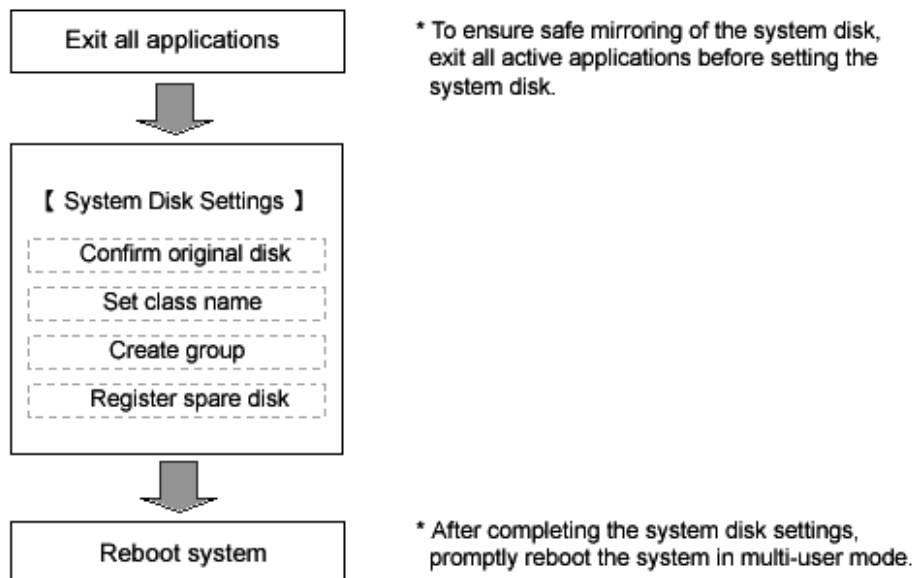 Exit all applications
* To ensure safe mirroring of the system disk,
exit all active applications before setting the
system disk.
【 System Disk Settings 】
Confirm original disk
Set class name
Create group
Register spare disk
Reboot system
* After completing the system disk settings,
promptly reboot the system in multi-user mode.